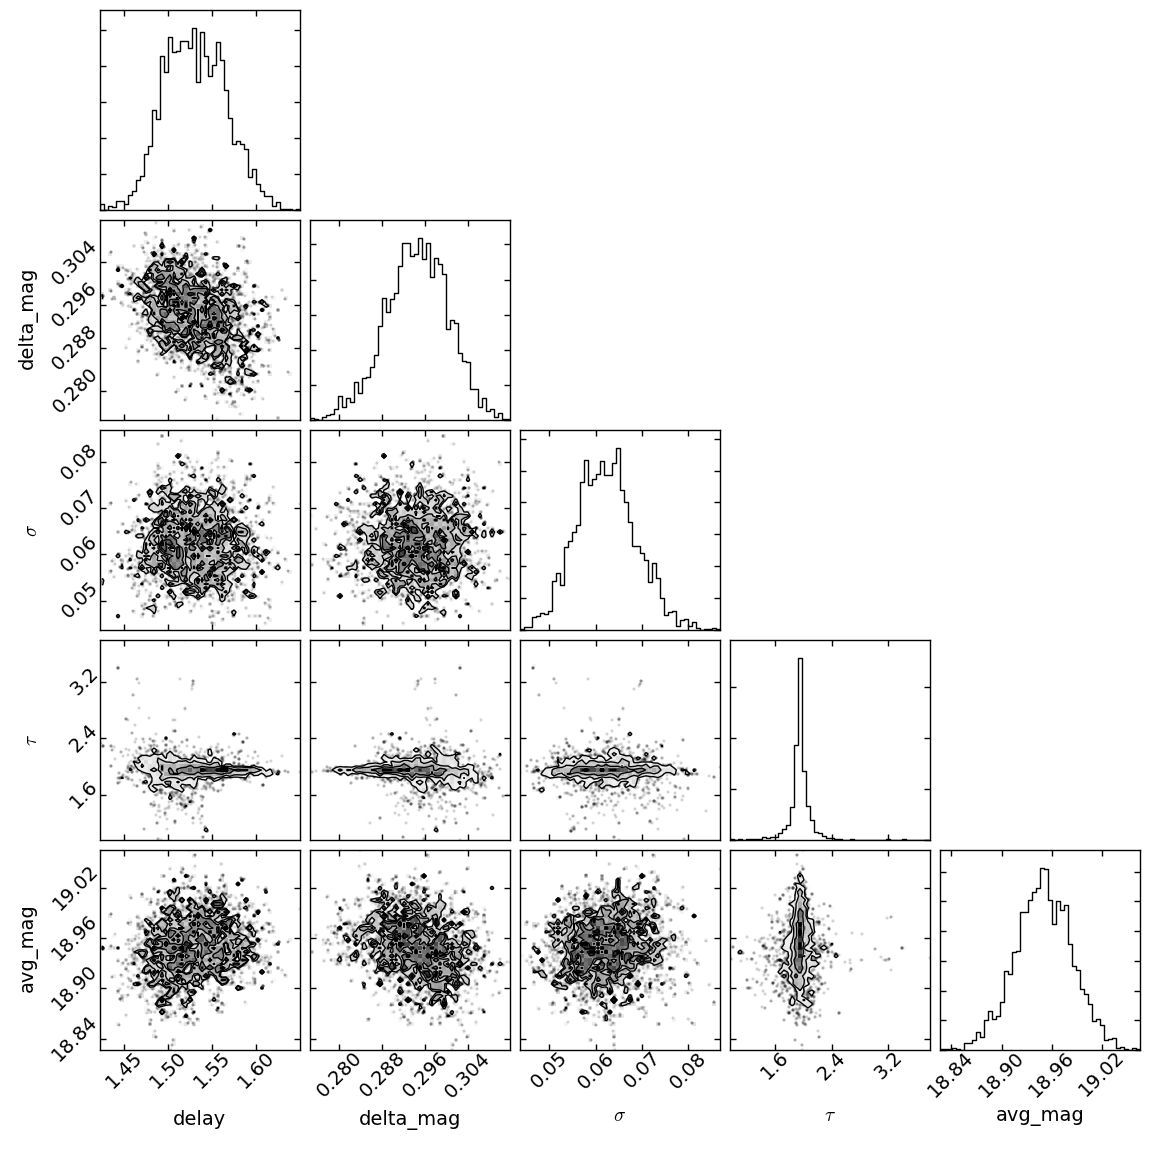 delta_mag
0.304
0.296
0.288
0.280
σ
0.08
0.07
0.06
0.05
τ
3.2
2.4
1.6
avg_mag
19.02
18.96
18.90
18.84
1.45 1.50 1.55 1.60 0.280 0.288 0.296 0.304 0.05 0.06 0.07 0.08 1.6 2.4 3.2 18.84 18.90 18.96 19.02
delay delta_mag σ τ avg_mag